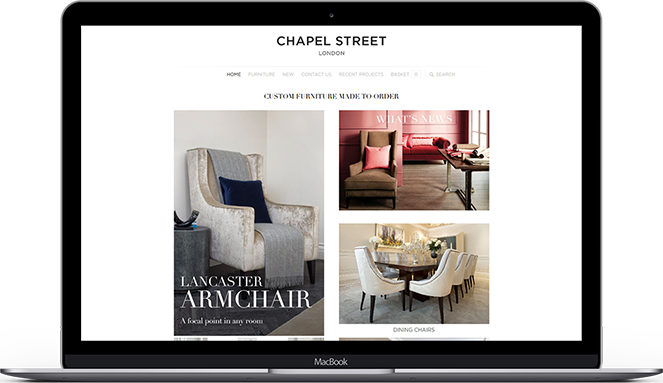 CHAPEL STREET
LONDON
HOME FURNITURE NEW CONTACT US RECENT PROJECTS BASKET 0 SEARCH
CUSTOM FURNITURE MADE TO ORDER
WHAT'S NEWS
LANCASTER
ARMCHAIR
A focal point in any room
DINING CHAIRS
MacBook